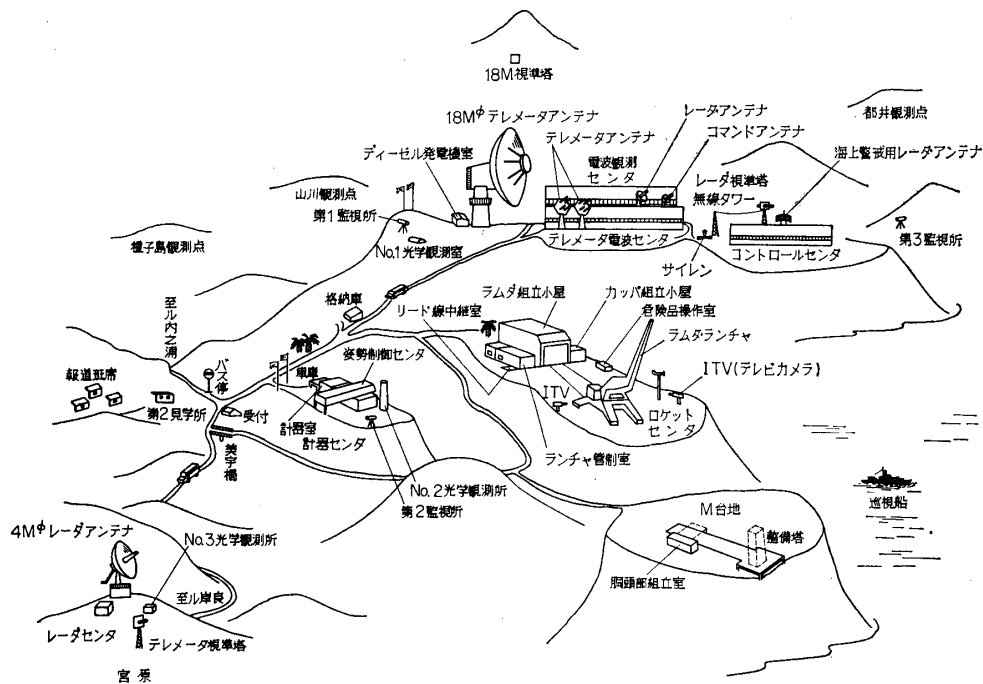 18M視準塔
都井観測点
18Mφテレメータアンテナ
レーダアンテナ
テレメータアンテナ
コマンドアンテナ
ディーゼル発電機室
電波観測
センタ
海上警戒用レーダアンテナ
レーダ視準塔
無線タワー
山川観測点
第1監視所
種子島観測点
No.1光学観測室
テレメータ電波センタ
サイレン
コントロールセンタ
第3監視所
格納庫
リード線中継室
ラムダ組立小屋
カッパ組立小屋
危険品操作室
ラムダランチャ
至ル内之浦
バス停
姿勢制御センタ
車庫
ITV
ITV(テレビカメラ)
報道班席
第2見学所
受付
計器室
計器センタ
ロケット
センタ
ランチャ管制室
美宇橋
No.2光学観測所
第2監視所
巡視船
M台地
整備塔
胴頭部組立室
4Mφレーダアンテナ
No.3光学観測所
至ル岸良
レーダセンタ
テレメータ視準塔
宮原